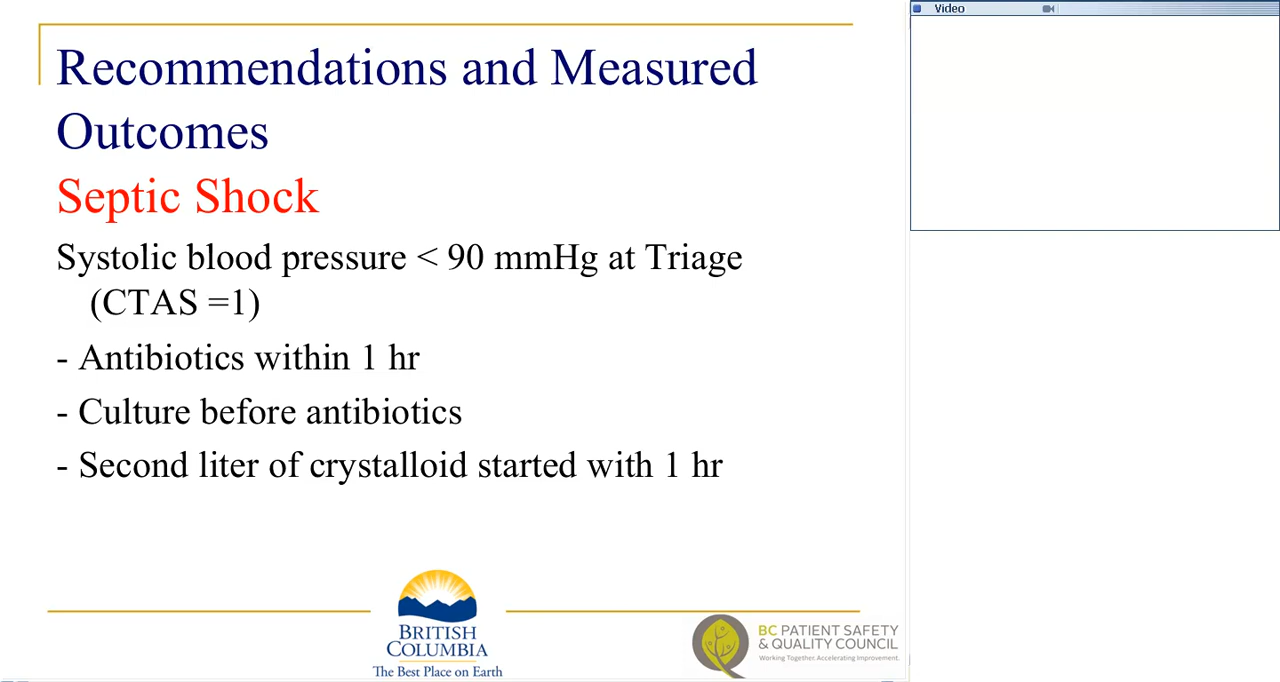 Recommendations and Measured
Outcomes
Septic Shock
Systolic blood pressure < 90 mmHg at Triage
(CTAS =1)
- Antibiotics within 1 hr
- Culture before antibiotics
- Second liter of crystalloid started with 1 hr
BRITISH
COLUMBIA
The Best Place on Earth
BC PATIENT SAFETY
& QUALITY COUNCIL
Working Together. Accelerating Improvement.
Video